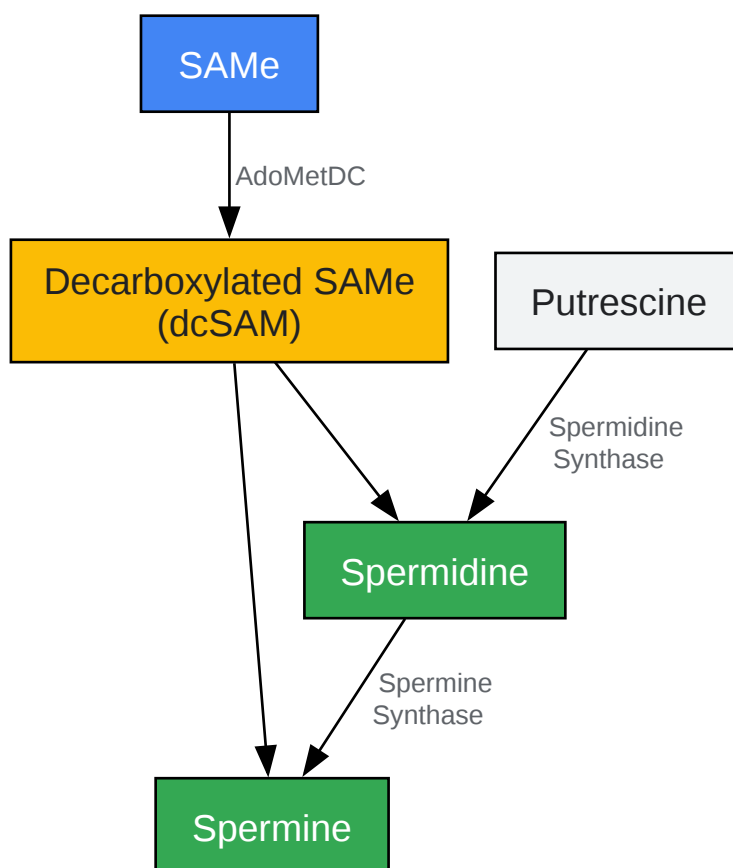 SAMe
AdoMetDC
Decarboxylated SAMe
(dcSAM)
Putrescine
Spermidine
Synthase
Spermidine
Spermine
Synthase
Spermine